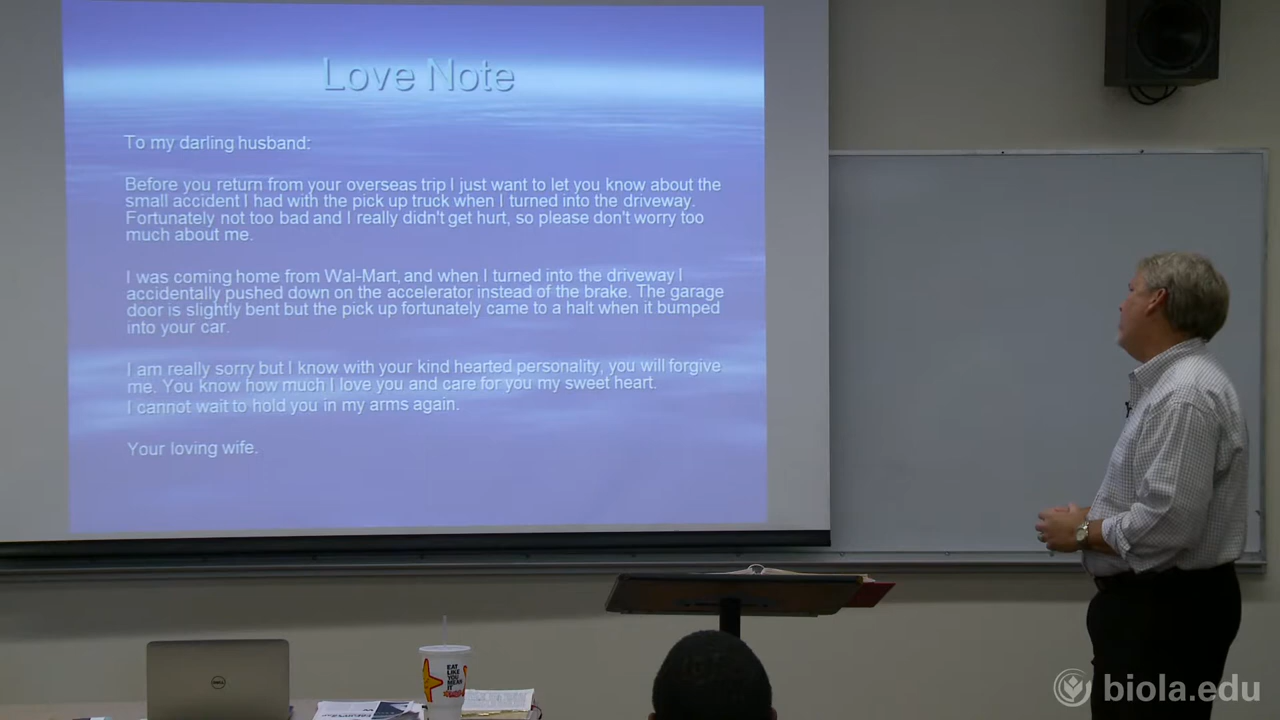 Love Note
To my darling husband:
Before you return from your overseas trip I just want to let you know about the
small accident I had with the pick up truck when I turned into the driveway.
Fortunately not too bad and I really didn't get hurt, so please don't worry too
much about me.
I was coming home from Wal-Mart, and when I turned into the driveway I
accidentally pushed down on the accelerator instead of the brake. The garage
door is slightly bent but the pick up fortunately came to a halt when it bumped
into your car.
I am really sorry but I know with your kind hearted personality, you will forgive
me. You know how much I love you and care for you my sweet heart.
I cannot wait to hold you in my arms again.
Your loving wife.
DELL
EAT
LIKE
YOU
MEAN
IT
biola.edu